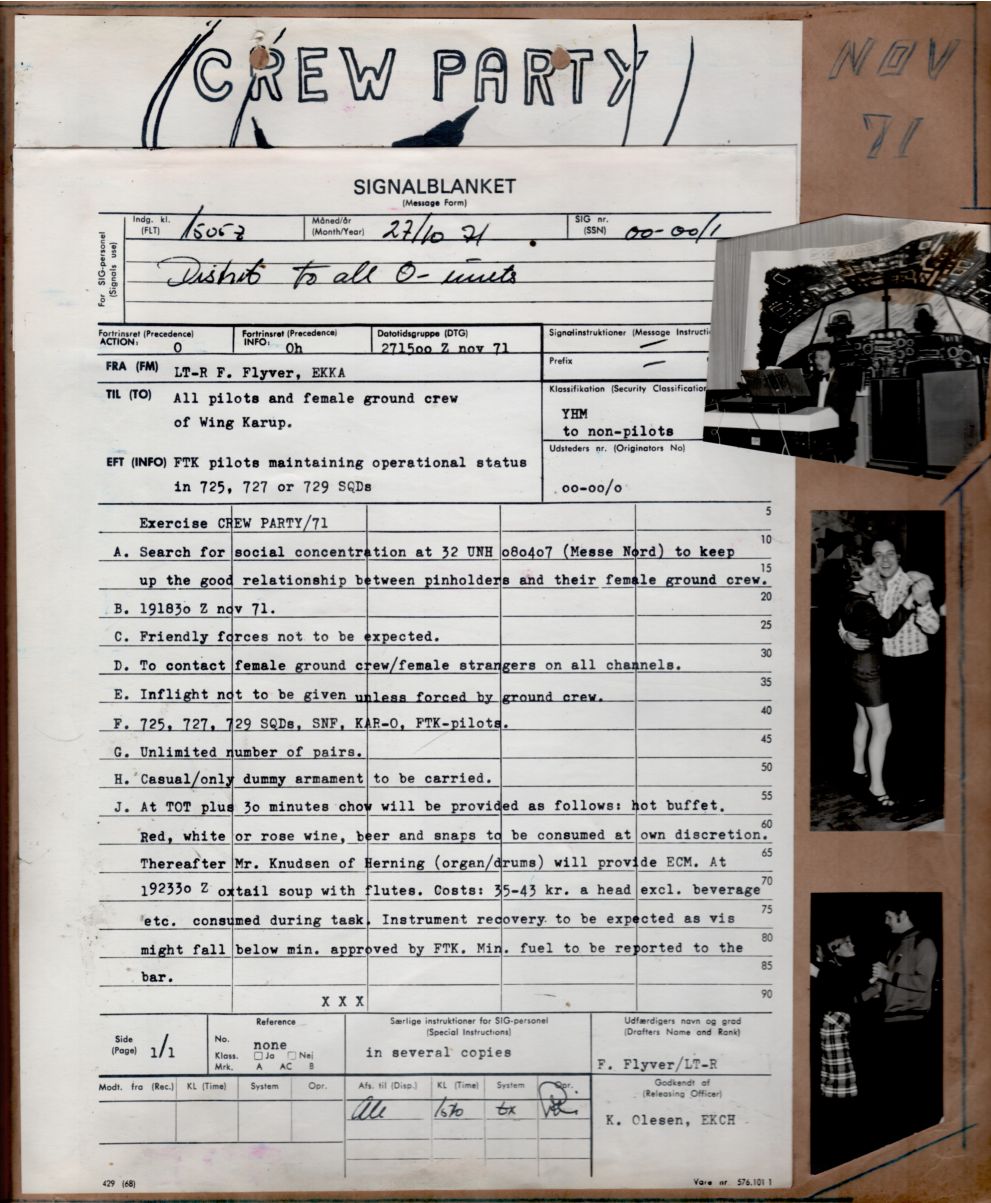 CREW PARTY
NOV
71
SIGNALBLANKET
(Message Form)
For SIG-personel
(Signals use)
Indg. kl.
(FLT)
1505z
Måned/år
(Month/Year)
27/10 71
SIG nr.
(SSN)
00-00/1
Distrib to all O-units
Fortrinsret (Precedence)
ACTION:
O
Fortrinsret (Precedence)
INFO:
Oh
Datotidsgruppe (DTG)
2715oo Z nov 71
Signalinstruktioner (Message Instructi
—
FRA (FM) LT-R F. Flyver, EKKA
Prefix
—
TIL (TO) All pilots and female ground crew
of Wing Karup.
Klassifikation (Security Classification
YHM
to non-pilots
EFT (INFO) FTK pilots maintaining operational status
in 725, 727 or 729 SQDs
Udsteders nr. (Originators No)
oo-oo/o
Exercise CREW PARTY/71
5
A. Search for social concentration at 32 UNH o8o4o7 (Messe Nord) to keep
10
up the good relationship between pinholders and their female ground crew.
15
B. 19183o Z nov 71.
20
C. Friendly forces not to be expected.
25
D. To contact female ground crew/female strangers on all channels.
30
E. Inflight not to be given unless forced by ground crew.
35
F. 725, 727, 729 SQDs, SNF, KAR-O, FTK-pilots.
40
G. Unlimited number of pairs.
45
H. Casual/only dummy armament to be carried.
50
J. At TOT plus 3o minutes chow will be provided as follows: hot buffet.
55
Red, white or rose wine, beer and snaps to be consumed at own discretion.
60
Thereafter Mr. Knudsen of Herning (organ/drums) will provide ECM. At
65
19233o Z oxtail soup with flutes. Costs: 35-43 kr. a head excl. beverage
70
etc. consumed during task. Instrument recovery to be expected as vis
75
might fall below min. approved by FTK. Min. fuel to be reported to the
80
bar.
85
X X X
90
Side
(Page) 1/1
Reference
No. none
Klass. Ja Nej
Mrk. A AC B
Særlige instruktioner for SIG-personel
(Special Instructions)
in several copies
Udfærdigers navn og grad
(Drafters Name and Rank)
F. Flyver/LT-R
Modt. fra (Rec.) KL (Time) System Opr.
Afs. til (Disp.) KL (Time) System Opr.
Godkendt af
(Releasing Officer)
K. Olesen, EKCH
429 (68)
Vare nr. 576.101 1